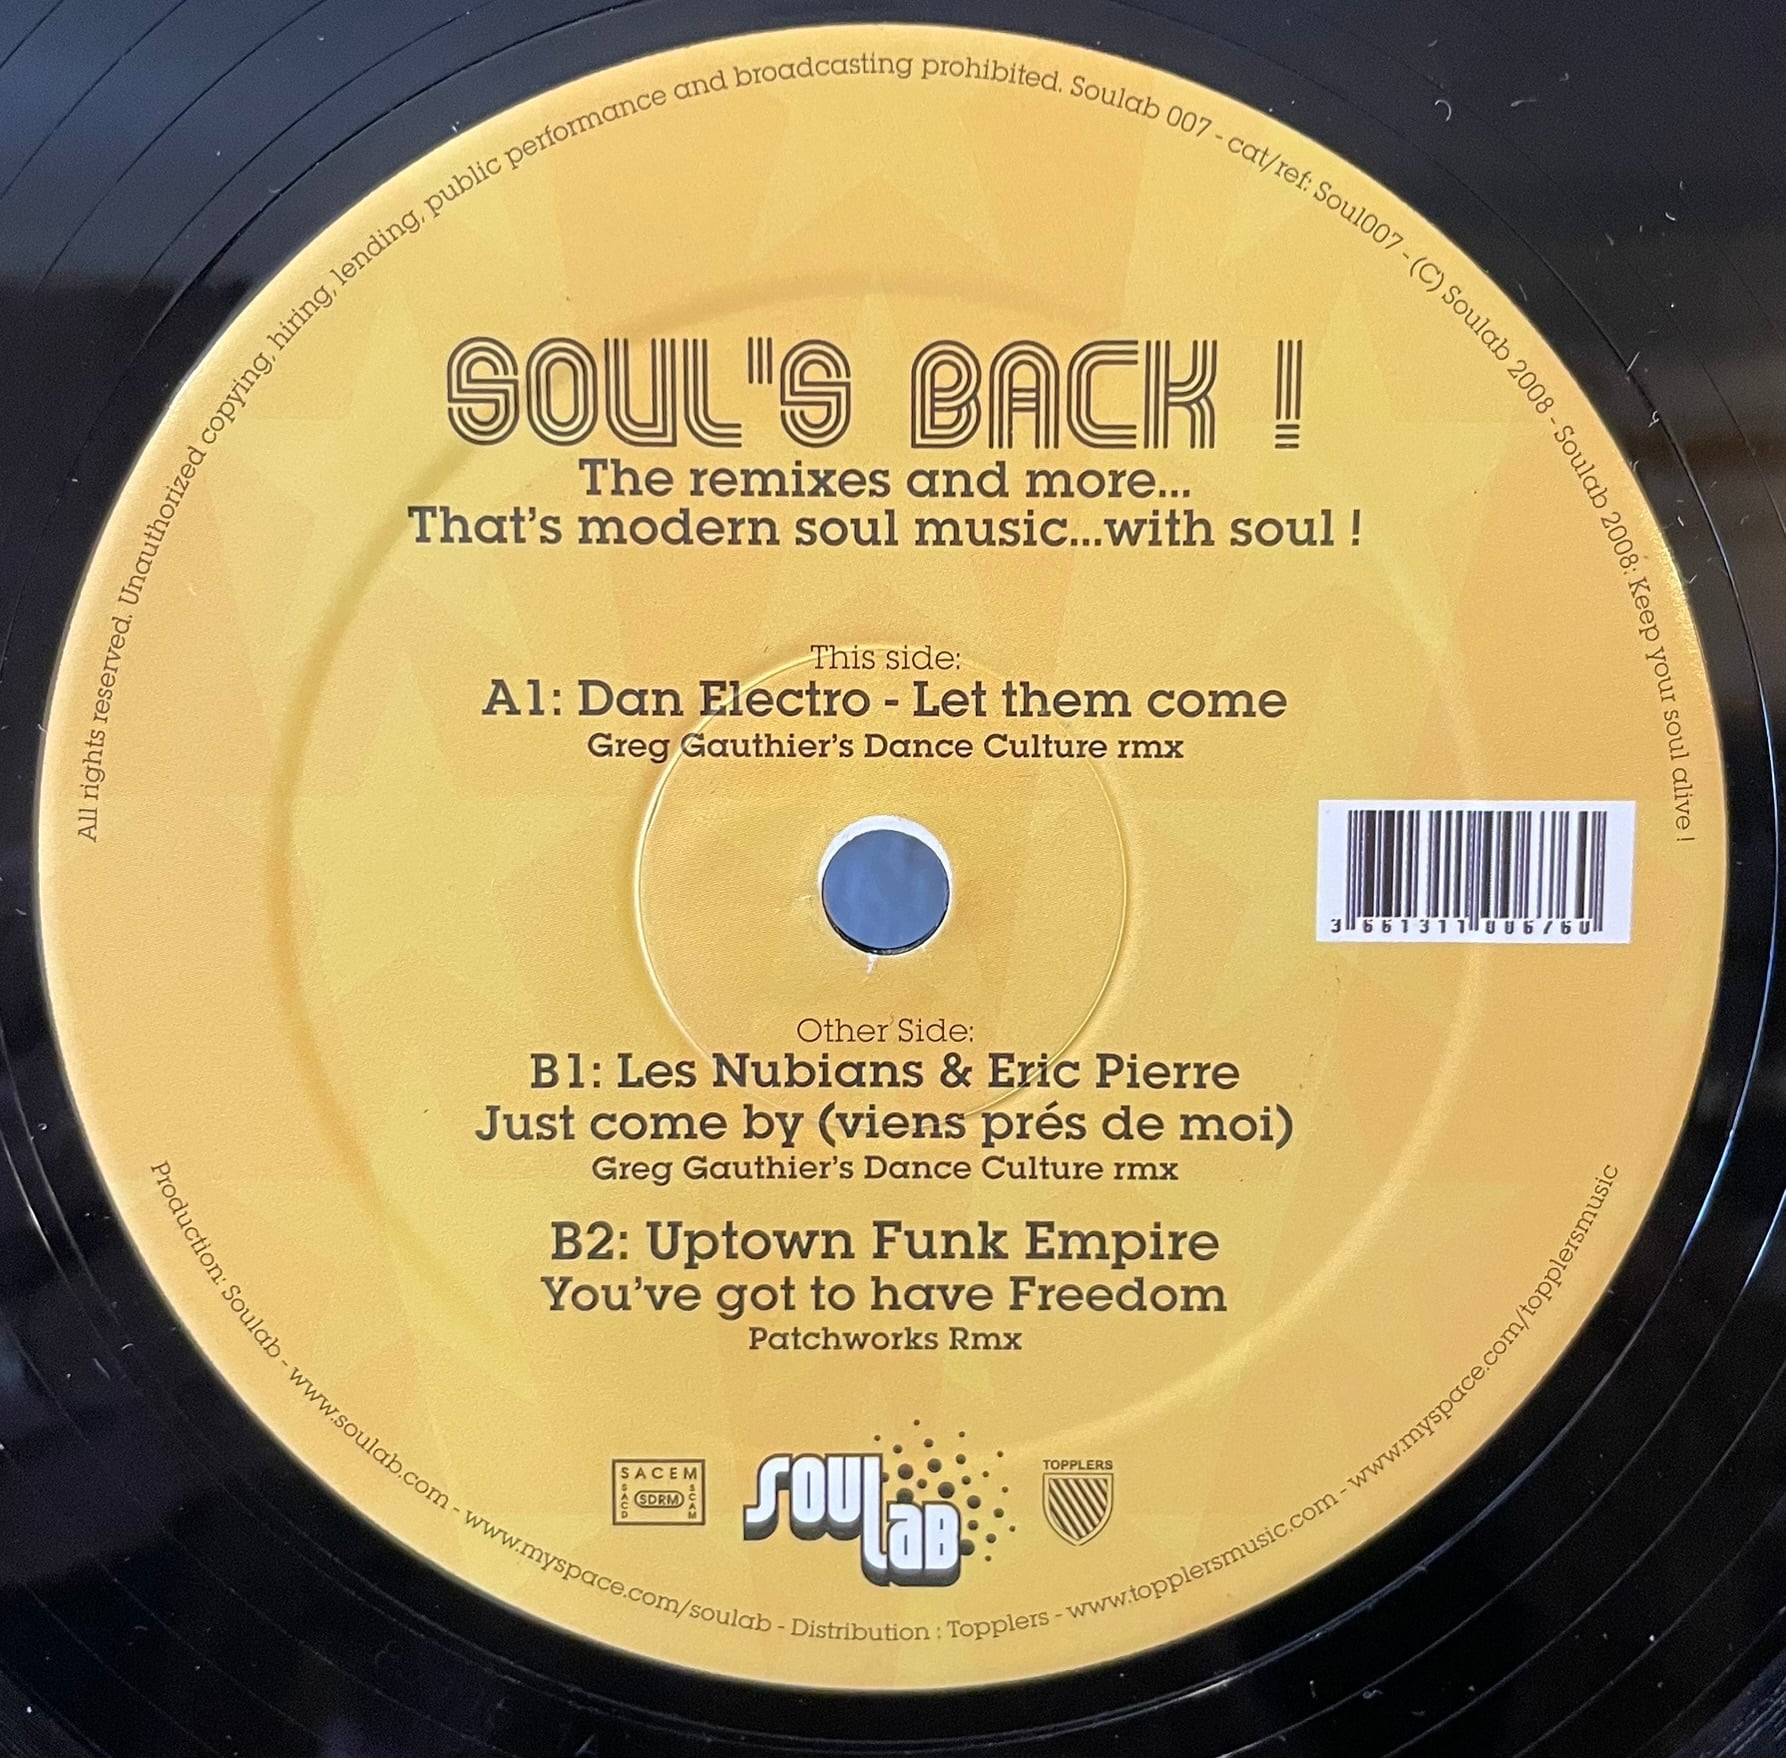 All rights reserved. Unauthorized copying, hiring, lending, public performance and broadcasting prohibited. Soulab 007 - cat/ref: Soul007 - (C) Soulab 2008 - Soulab 2008: Keep your soul alive !
SOUL"S BACK !
The remixes and more...
That's modern soul music...with soul !
This side:
A1: Dan Electro - Let them come
Greg Gauthier's Dance Culture rmx
3 661311 006760
Other Side:
B1: Les Nubians & Eric Pierre
Just come by (viens prés de moi)
Greg Gauthier's Dance Culture rmx
B2: Uptown Funk Empire
You've got to have Freedom
Patchworks Rmx
SACEM
SACD
SDRM
SCAM
SOULAB
TOPPLERS
Production: Soulab - www.soulab.com - www.myspace.com/soulab - Distribution : Topplers - www.topplersmusic.com - www.myspace.com/topplersmusic